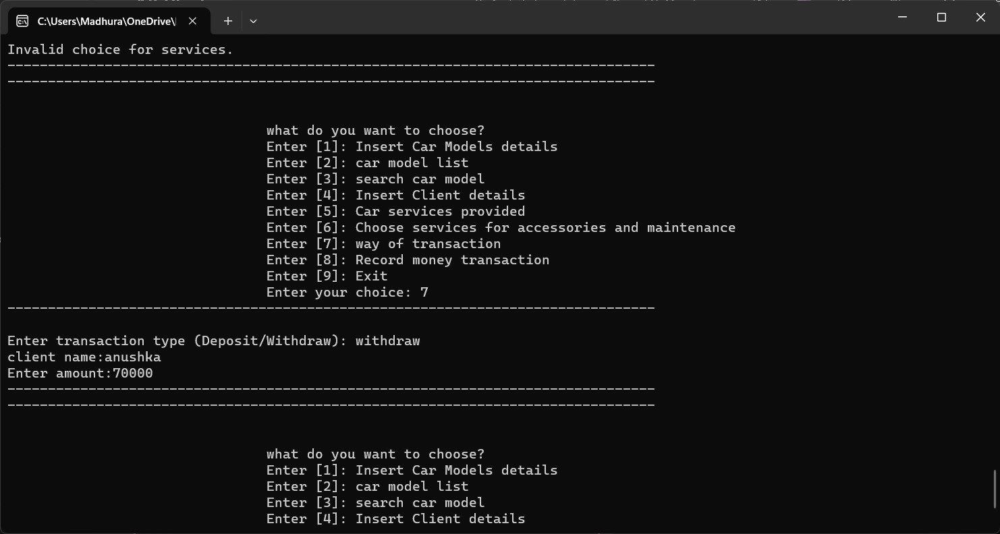 C:\Users\Madhura\OneDrive\
Invalid choice for services.
--------------------------------------------------------------------------------
--------------------------------------------------------------------------------
what do you want to choose?
Enter [1]: Insert Car Models details
Enter [2]: car model list
Enter [3]: search car model
Enter [4]: Insert Client details
Enter [5]: Car services provided
Enter [6]: Choose services for accessories and maintenance
Enter [7]: way of transaction
Enter [8]: Record money transaction
Enter [9]: Exit
Enter your choice: 7
--------------------------------------------------------------------------------
Enter transaction type (Deposit/Withdraw): withdraw
client name:anushka
Enter amount:70000
--------------------------------------------------------------------------------
--------------------------------------------------------------------------------
what do you want to choose?
Enter [1]: Insert Car Models details
Enter [2]: car model list
Enter [3]: search car model
Enter [4]: Insert Client details